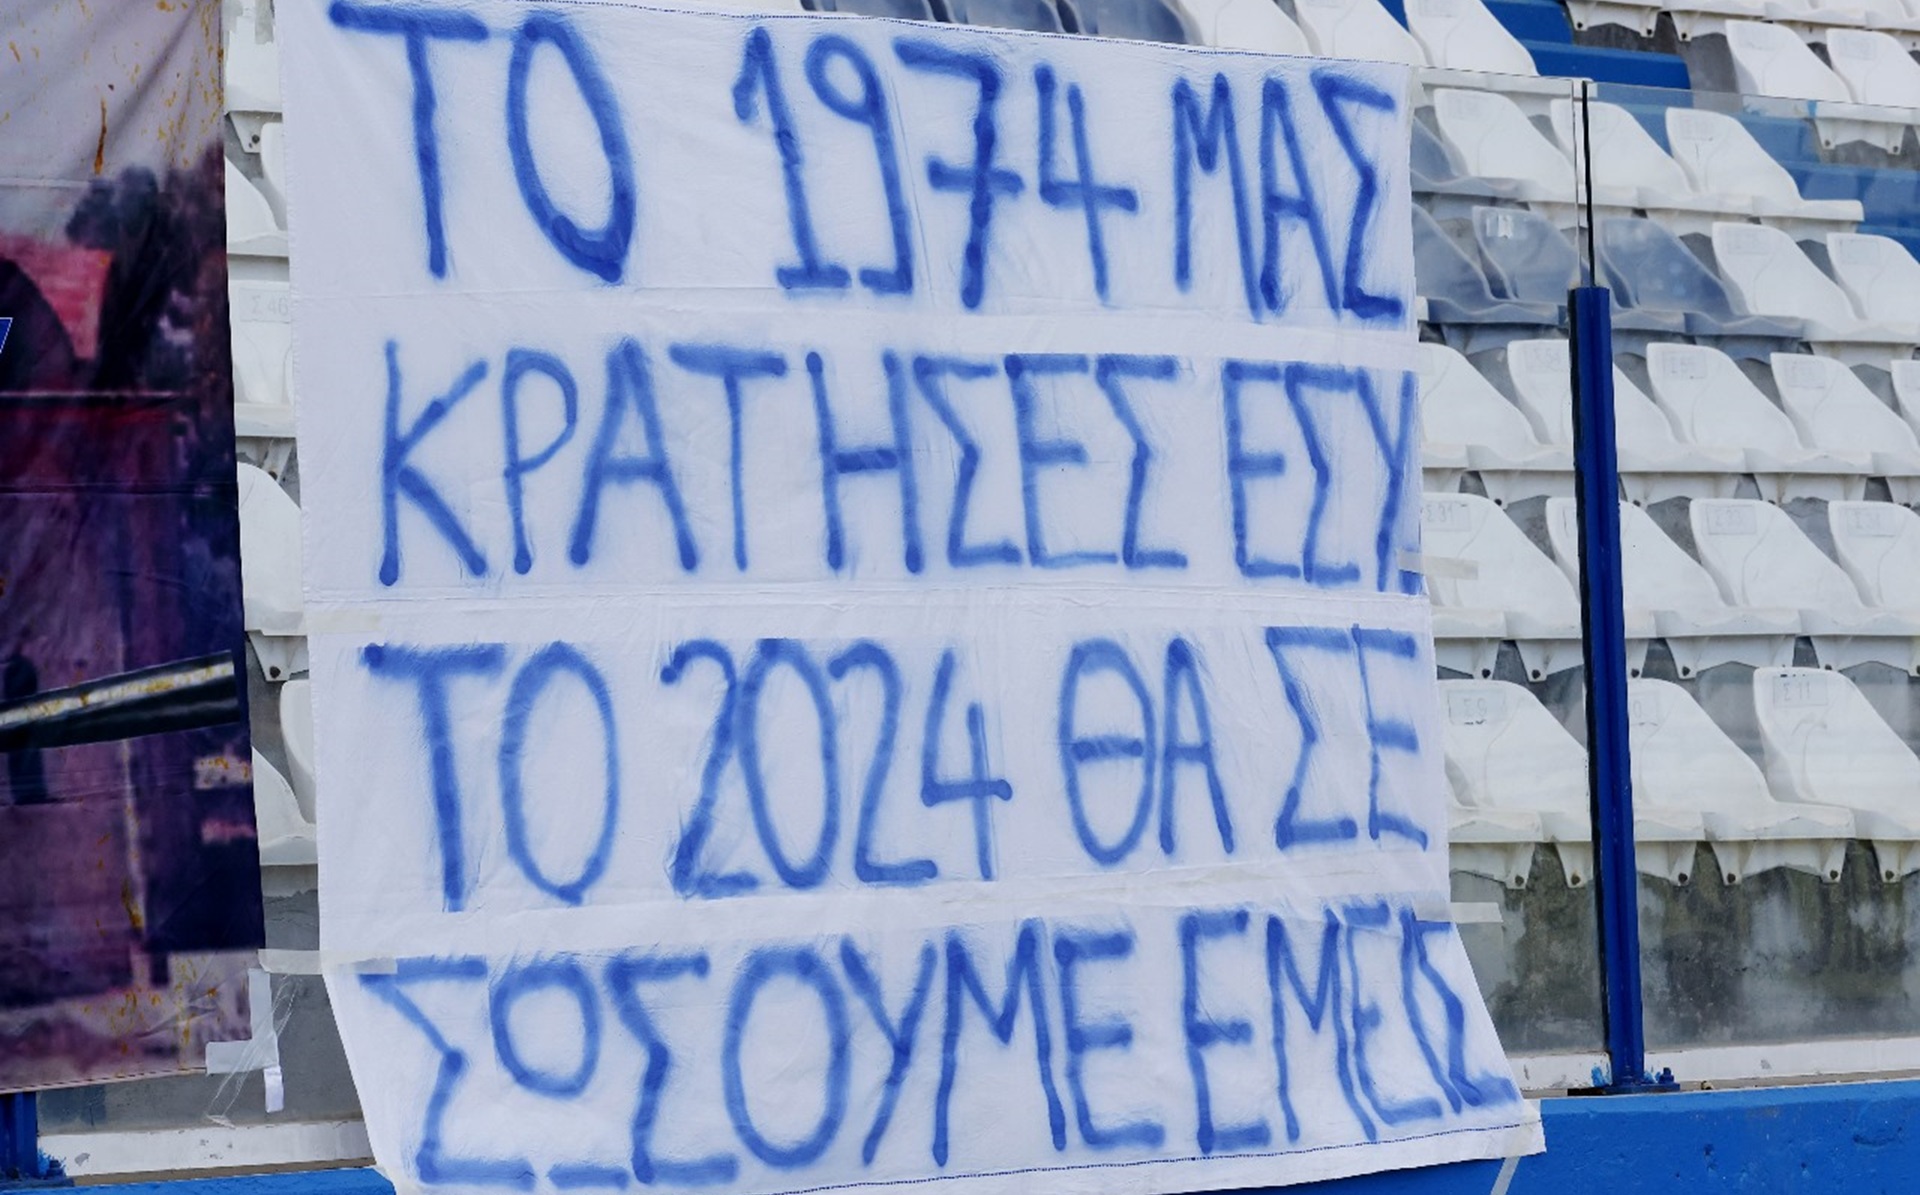 ΤΟ 1974 ΜΑΣ
ΚΡΑΤΗΣΕΣ ΕΣΥ
ΤΟ 2024 ΘΑ ΣΕ
ΣΩΣΟΥΜΕ ΕΜΕΙΣ